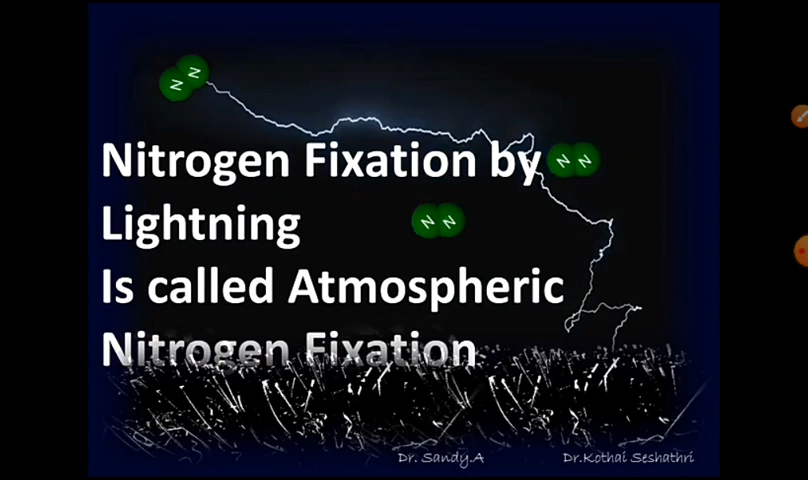 N N
Nitrogen Fixation by
N N
Lightning
N N
Is called Atmospheric
Nitrogen Fixation
Dr. Sandy.A
Dr.Kothai Seshathri